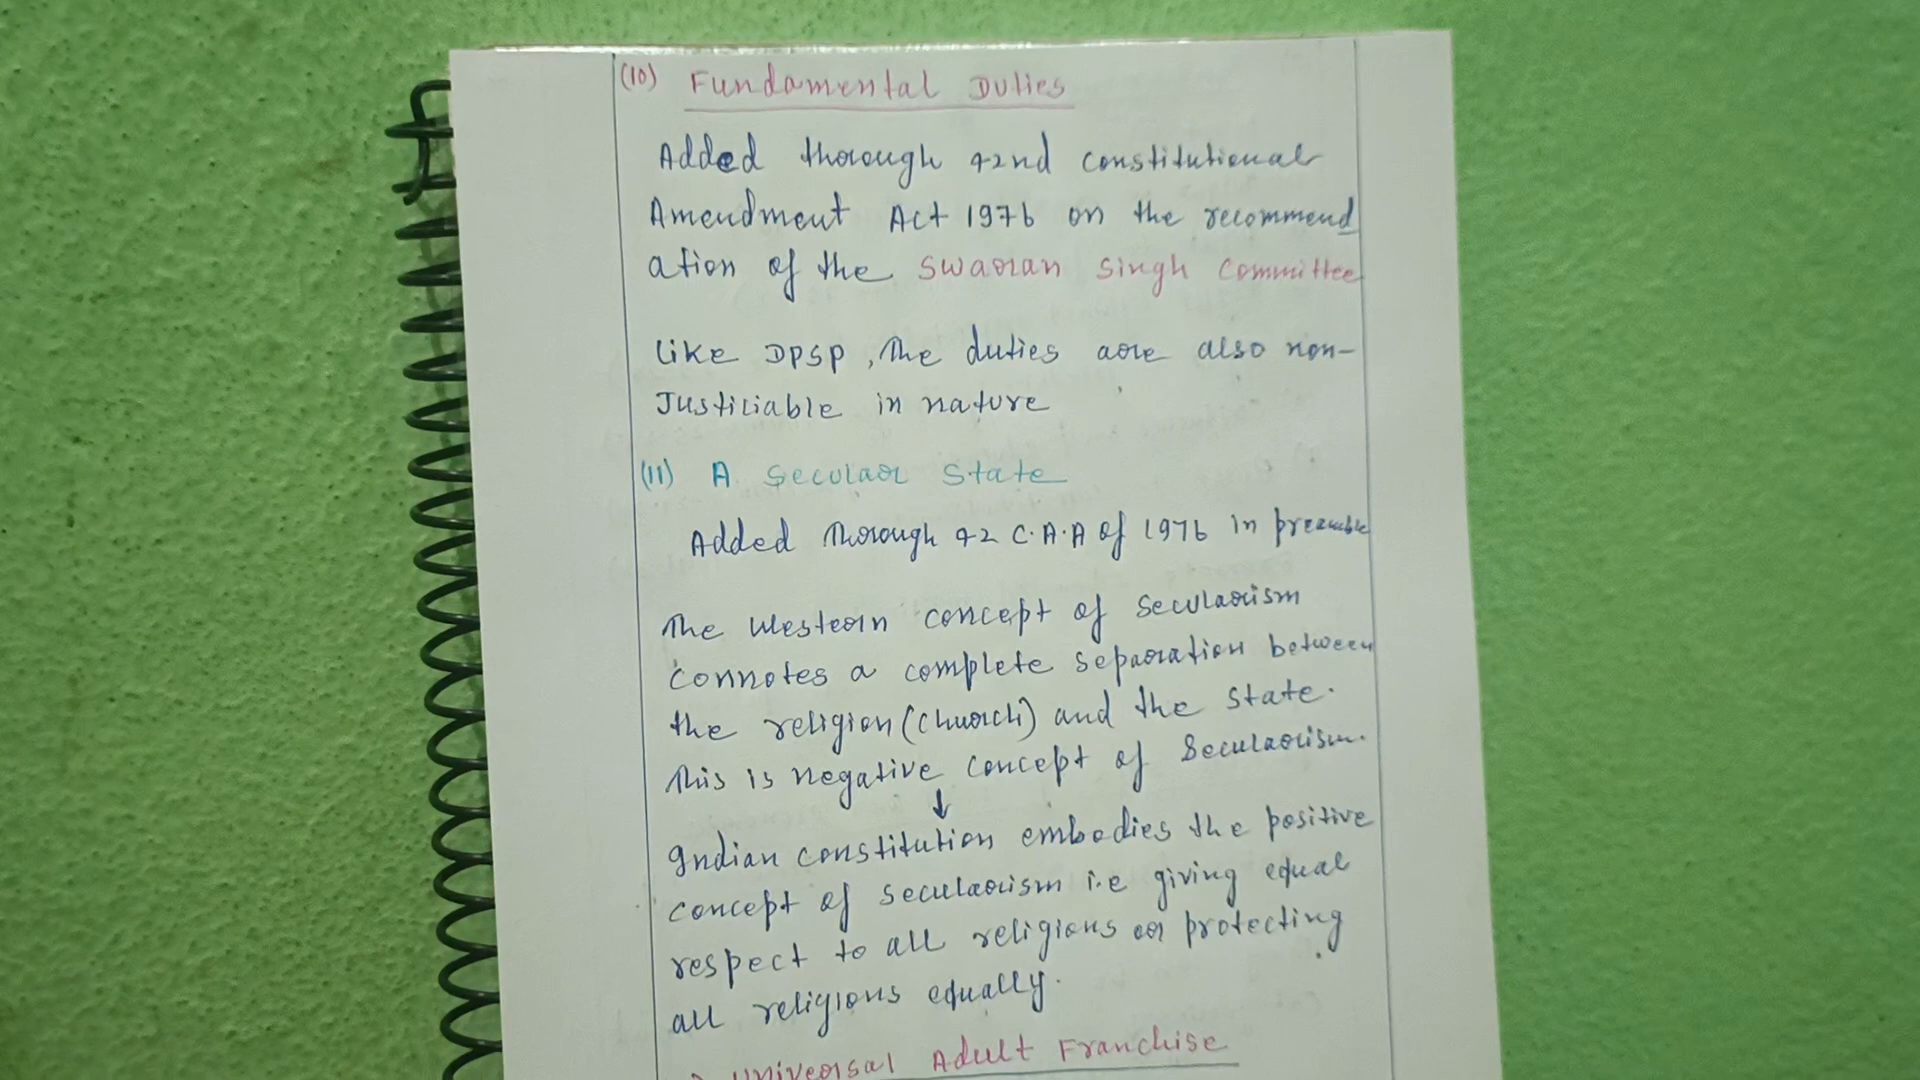 (10) Fundamental Duties
Added thorough 42nd constitutional
Amendment Act 1976 on the recommend
ation of the Swaran Singh Committee
Like DPSP, the duties are also non-
Justiciable in nature
(11) A Secular State
Added thorough 42 C.A.A of 1976 in preamble
The Western concept of Secularism
connotes a complete separation between
the religion (church) and the state.
This is negative concept of Secularism.
↓
Indian constitution embodies the positive
concept of secularism i.e giving equal
respect to all religions or protecting
all religions equally.
Universal Adult Franchise